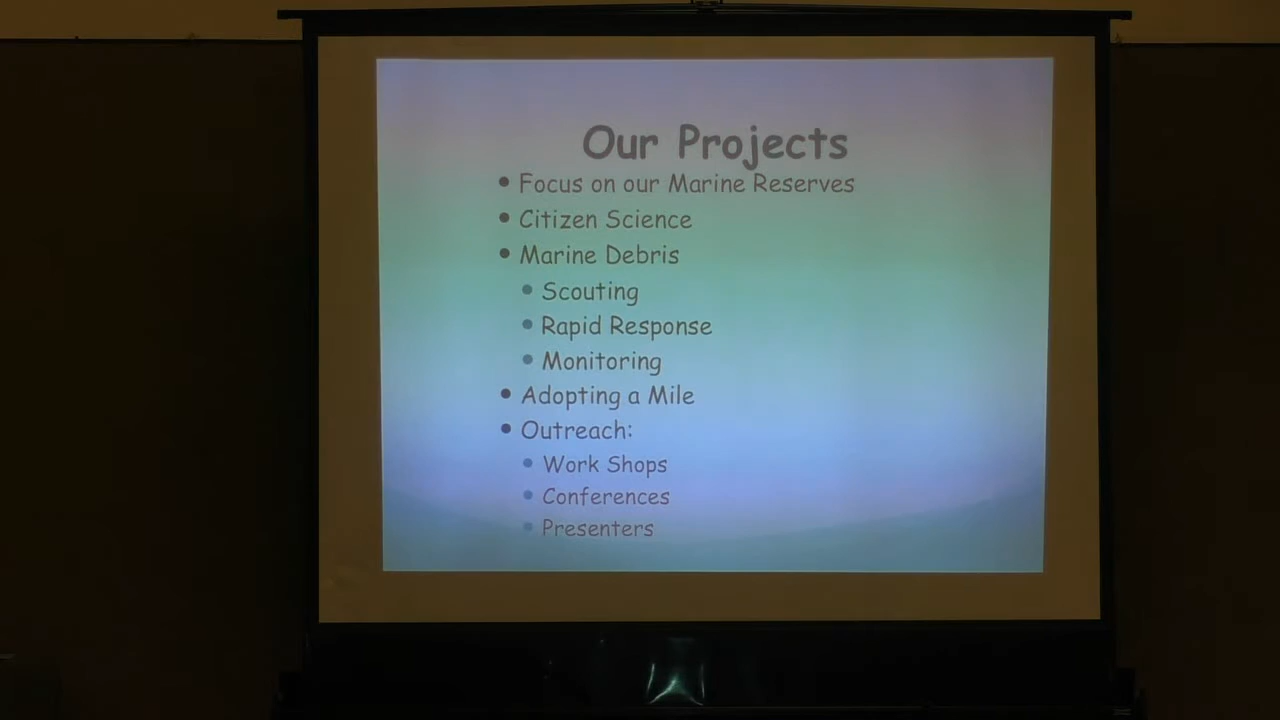 Our Projects
• Focus on our Marine Reserves
• Citizen Science
• Marine Debris
• Scouting
• Rapid Response
• Monitoring
• Adopting a Mile
• Outreach:
• Work Shops
• Conferences
• Presenters